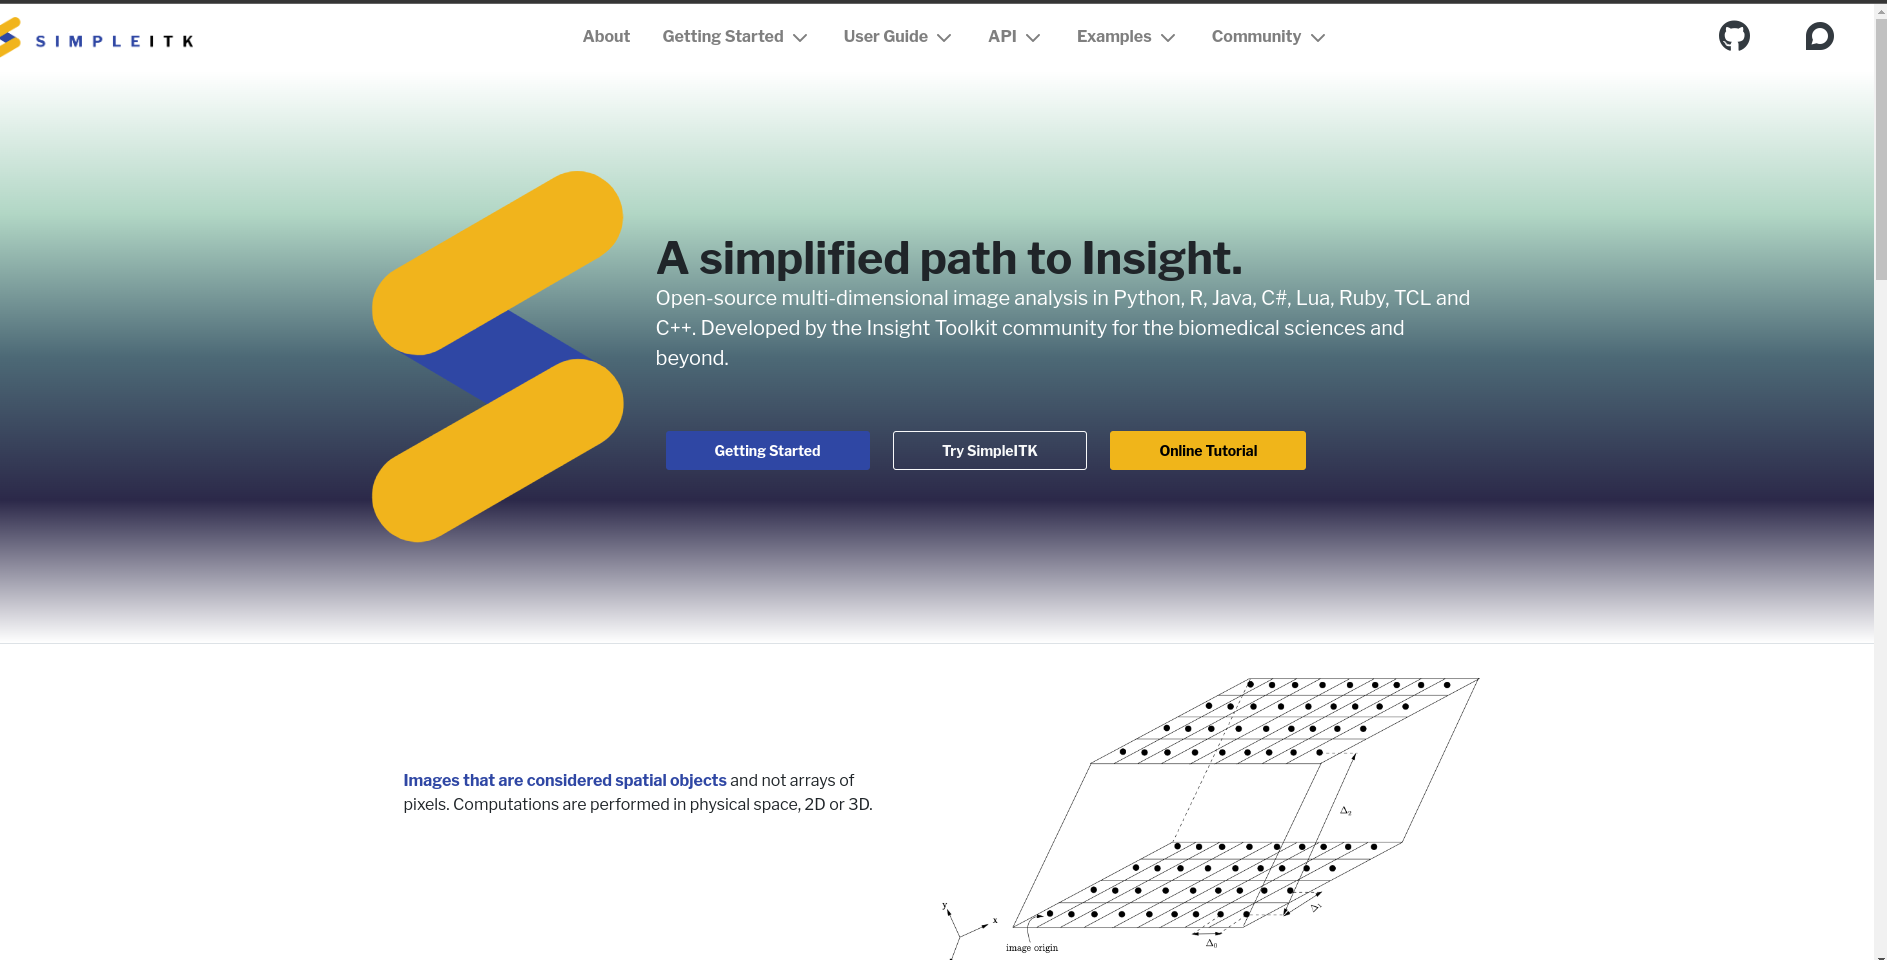 SIMPLEITK
About
Getting Started
User Guide
API
Examples
Community
A simplified path to Insight.
Open-source multi-dimensional image analysis in Python, R, Java, C#, Lua, Ruby, TCL and
C++. Developed by the Insight Toolkit community for the biomedical sciences and
beyond.
Getting Started
Try SimpleITK
Online Tutorial
Images that are considered spatial objects and not arrays of
pixels. Computations are performed in physical space, 2D or 3D.
Δ₂
y
x
Δ₁
image origin
Δ₀